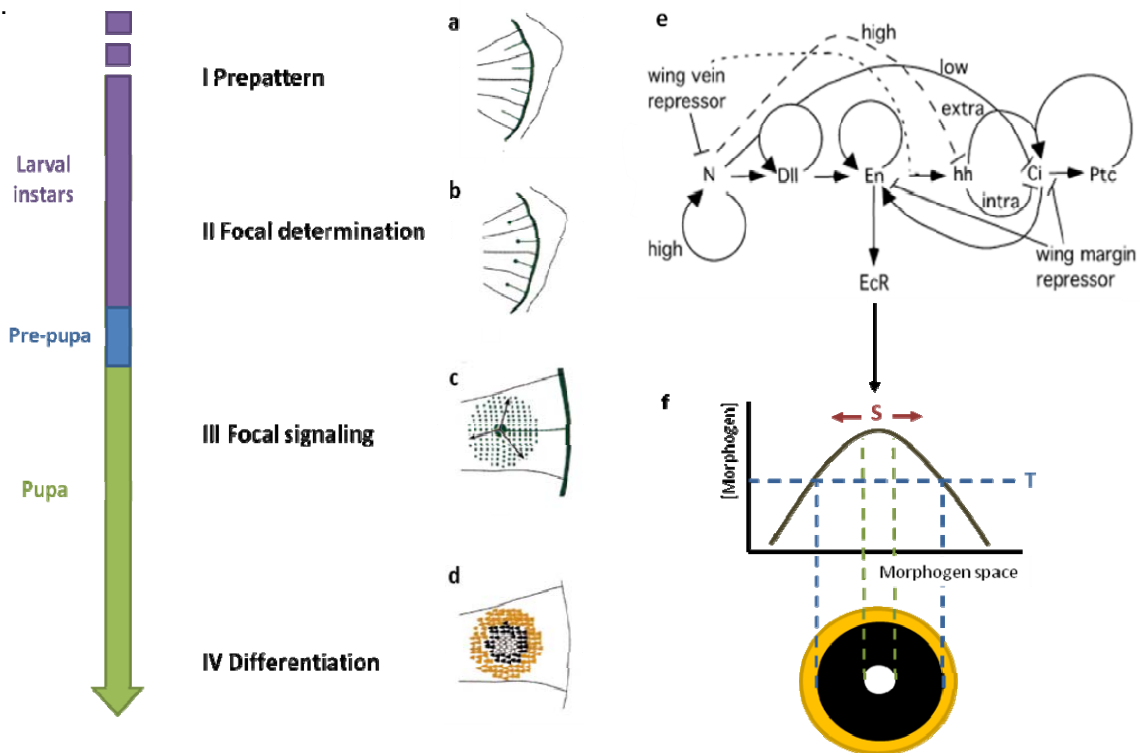 Larval
instars
Pre-pupa
Pupa
I Prepattern
II Focal determination
III Focal signaling
IV Differentiation
a
b
c
d
e
high
low
wing vein
repressor
extra
N
Dll
En
hh
Ci
Ptc
intra
high
wing margin
repressor
EcR
f
S
[Morphogen]
T
Morphogen space